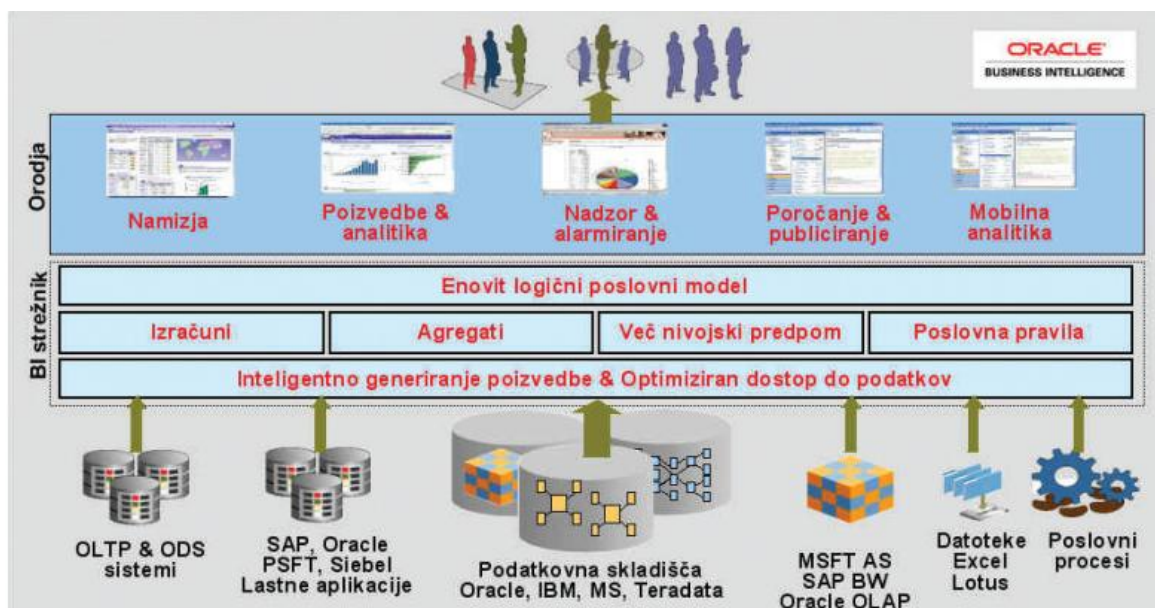 ORACLE
BUSINESS INTELLIGENCE
Orodja
Namizja
Poizvedbe &
analitika
Nadzor &
alarmiranje
Poročanje &
publiciranje
Mobilna
analitika
BI strežnik
Enovit logični poslovni model
Izračuni
Agregati
Več nivojski predpom
Poslovna pravila
Inteligentno generiranje poizvedbe & Optimiziran dostop do podatkov
OLTP & ODS
sistemi
SAP, Oracle
PSFT, Siebel
Lastne aplikacije
Podatkovna skladišča
Oracle, IBM, MS, Teradata
MSFT AS
SAP BW
Oracle OLAP
Datoteke
Excel
Lotus
Poslovni
procesi